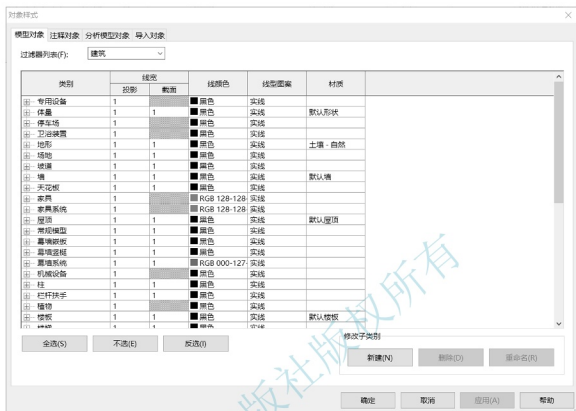 对象样式
模型对象 注释对象 分析模型对象 导入对象
过滤器列表(F): 建筑
类别 线宽 线颜色 线型图案 材质
投影 截面
专用设备 1 黑色 实线
体量 1 1 黑色 实线 默认形状
停车场 1 黑色 实线
卫浴装置 1 黑色 实线
地形 1 1 黑色 实线 土壤 - 自然
场地 1 1 黑色 实线
坡道 1 1 黑色 实线
墙 1 1 黑色 实线 默认墙
天花板 1 1 黑色 实线
家具 1 RGB 128-128- 实线
家具系统 1 RGB 128-128- 实线
屋顶 1 1 黑色 实线 默认屋顶
常规模型 1 1 黑色 实线
幕墙嵌板 1 1 黑色 实线
幕墙竖梃 1 1 黑色 实线
幕墙系统 1 1 RGB 000-127- 实线
机械设备 1 黑色 实线
柱 1 1 黑色 实线
栏杆扶手 1 1 黑色 实线
植物 1 黑色 实线
楼板 1 1 黑色 实线 默认楼板
楼梯 1 1 黑色 实线
全选(S) 不选(E) 反选(I)
修改子类别
新建(N) 删除(D) 重命名(R)
确定 取消 应用(A) 帮助
版社版权所有